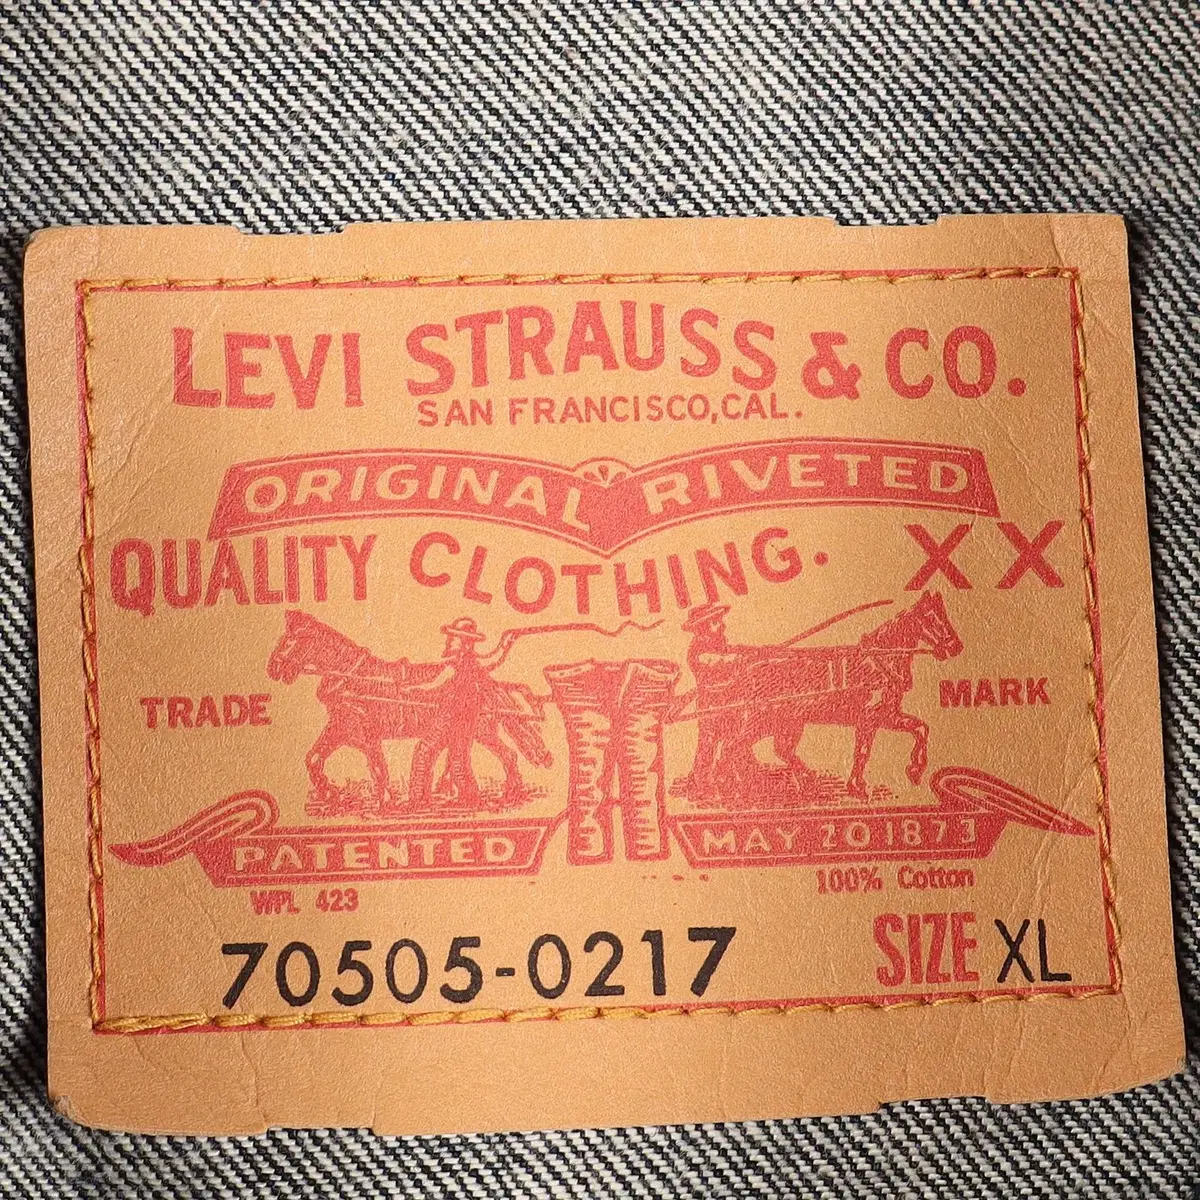 LEVI STRAUSS & CO.
SAN FRANCISCO, CAL.
ORIGINAL RIVETED
QUALITY CLOTHING. XX
TRADE MARK
PATENTED MAY 20 1873
WPL 423 100% Cotton
70505-0217 SIZE XL